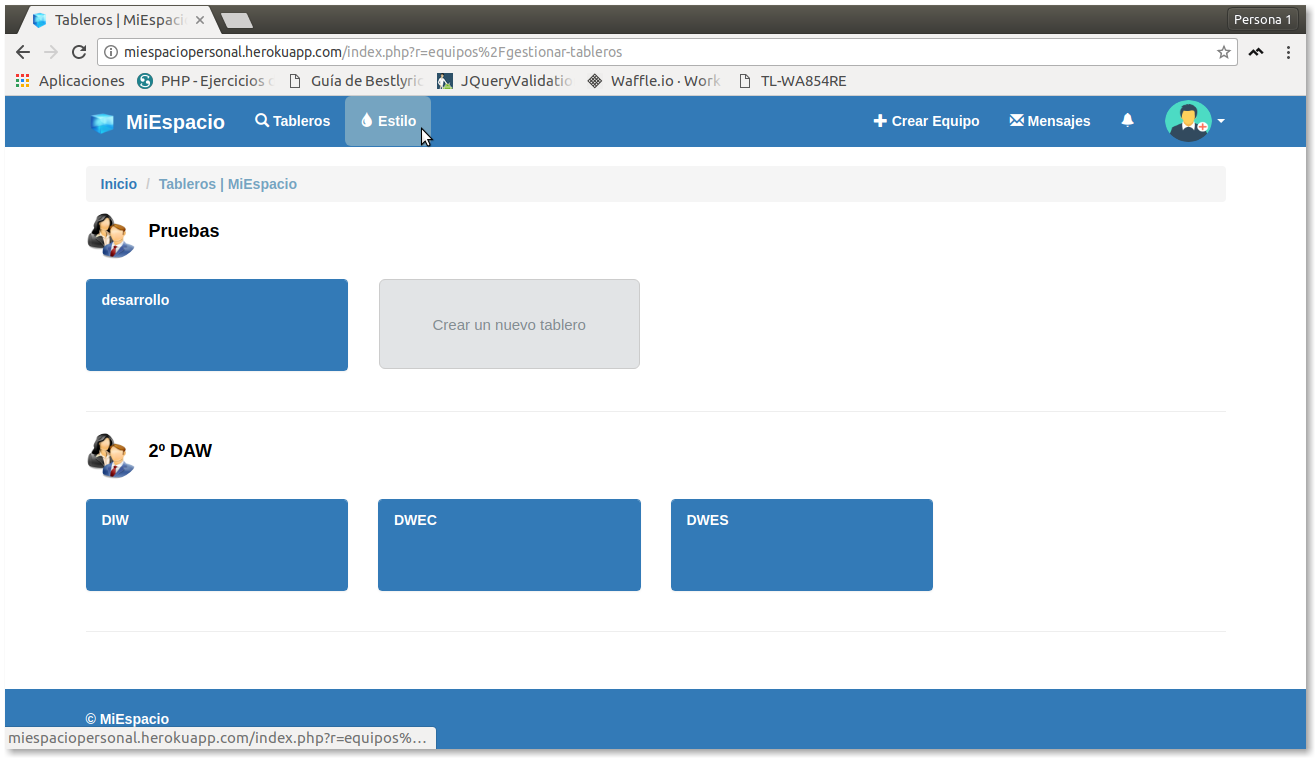 Tableros | MiEspaci
Persona 1
miespaciopersonal.herokuapp.com/index.php?r=equipos%2Fgestionar-tableros
Aplicaciones PHP - Ejercicios Guía de Bestlyric JQueryValidatio Waffle.io · Work TL-WA854RE
MiEspacio Tableros Estilo Crear Equipo Mensajes
Inicio / Tableros | MiEspacio
Pruebas
desarrollo
Crear un nuevo tablero
2º DAW
DIW DWEC DWES
© MiEspacio
miespaciopersonal.herokuapp.com/index.php?r=equipos%...